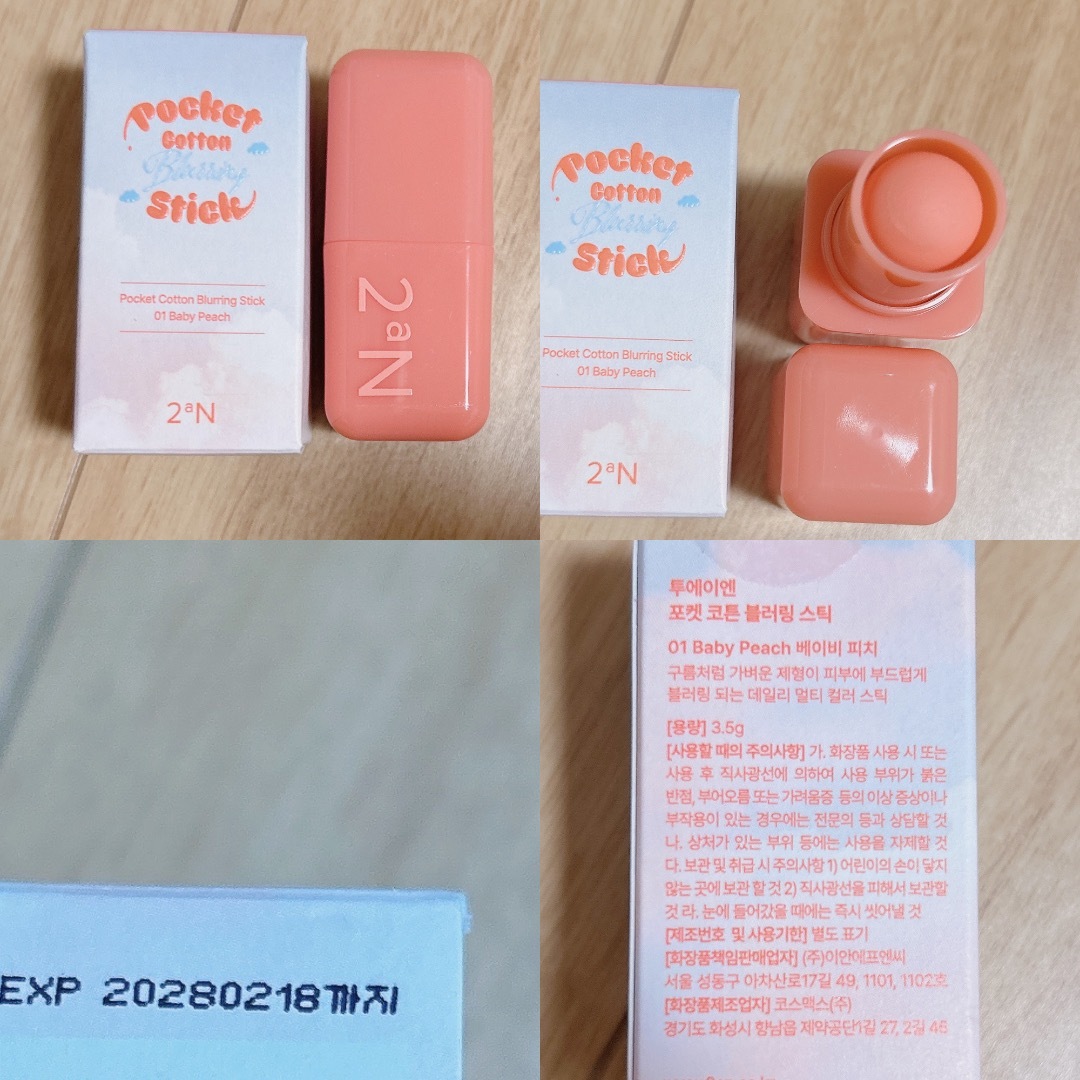 Pocket
Cotton
Blurring
Stick
Pocket Cotton Blurring Stick
01 Baby Peach
2aN
2aN
Pocket
Cotton
Blurring
Stick
Pocket Cotton Blurring Stick
01 Baby Peach
2aN
EXP 20280218까지
투에이엔
포켓 코튼 블러링 스틱
01 Baby Peach 베이비 피치
구름처럼 가벼운 제형이 피부에 부드럽게
블러링 되는 데일리 멀티 컬러 스틱
[용량] 3.5g
[사용할 때의 주의사항] 가. 화장품 사용 시 또는
사용 후 직사광선에 의하여 사용 부위가 붉은
반점, 부어오름 또는 가려움증 등의 이상 증상이나
부작용이 있는 경우에는 전문의 등과 상담할 것
나. 상처가 있는 부위 등에는 사용을 자제할 것
다. 보관 및 취급 시 주의사항 1) 어린이의 손이 닿지
않는 곳에 보관 할 것 2) 직사광선을 피해서 보관할
것 라. 눈에 들어갔을 때에는 즉시 씻어낼 것
[제조번호 및 사용기한] 별도 표기
[화장품책임판매업자] (주)이안에프엔씨
서울 성동구 아차산로17길 49, 1101, 1102호
[화장품제조업자] 코스맥스(주)
경기도 화성시 향남읍 제약공단1길 27, 2길 46